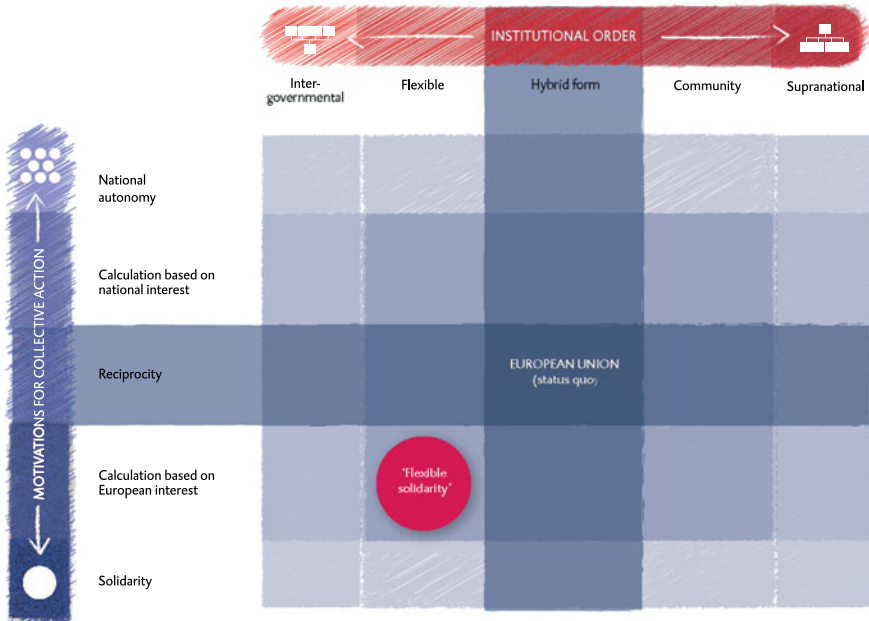 INSTITUTIONAL ORDER
Inter-
governmental
Flexible
Hybrid form
Community
Supranational
MOTIVATIONS FOR COLLECTIVE ACTION
National
autonomy
Calculation based on
national interest
Reciprocity
EUROPEAN UNION
(status quo)
Calculation based on
European interest
"Flexible
solidarity"
Solidarity